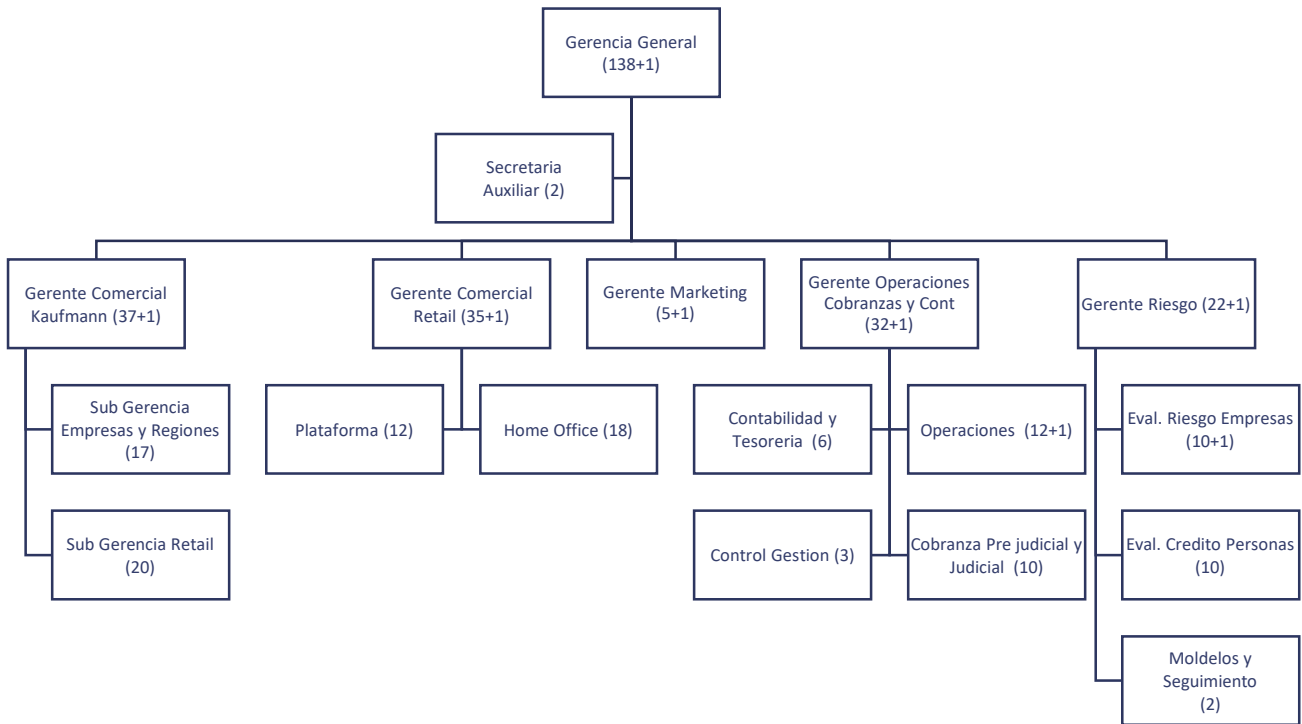 Gerencia General
(138+1)
Secretaria
Auxiliar (2)
Gerente Comercial
Kaufmann (37+1)
Gerente Comercial
Retail (35+1)
Gerente Marketing
(5+1)
Gerente Operaciones
Cobranzas y Cont
(32+1)
Gerente Riesgo (22+1)
Sub Gerencia
Empresas y Regiones
(17)
Plataforma (12)
Home Office (18)
Contabilidad y
Tesoreria (6)
Operaciones (12+1)
Eval. Riesgo Empresas
(10+1)
Sub Gerencia Retail
(20)
Control Gestion (3)
Cobranza Pre judicial y
Judicial (10)
Eval. Credito Personas
(10)
Moldelos y
Seguimiento
(2)